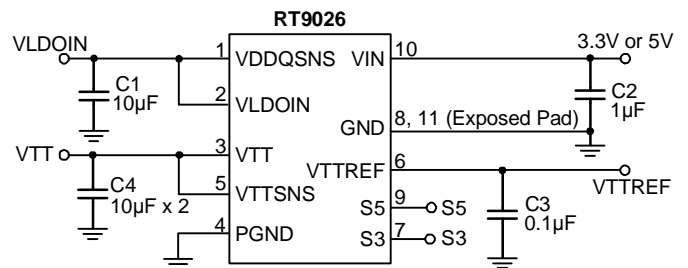 RT9026
VLDOIN
1 VDDQSNS
VIN 10
3.3V or 5V
C1
10µF
2 VLDOIN
C2
1µF
GND 8, 11 (Exposed Pad)
VTT
3 VTT
VTTREF 6
VTTREF
C4
10µF x 2
5 VTTSNS
S5 9 S5
C3
0.1µF
4 PGND
S3 7 S3